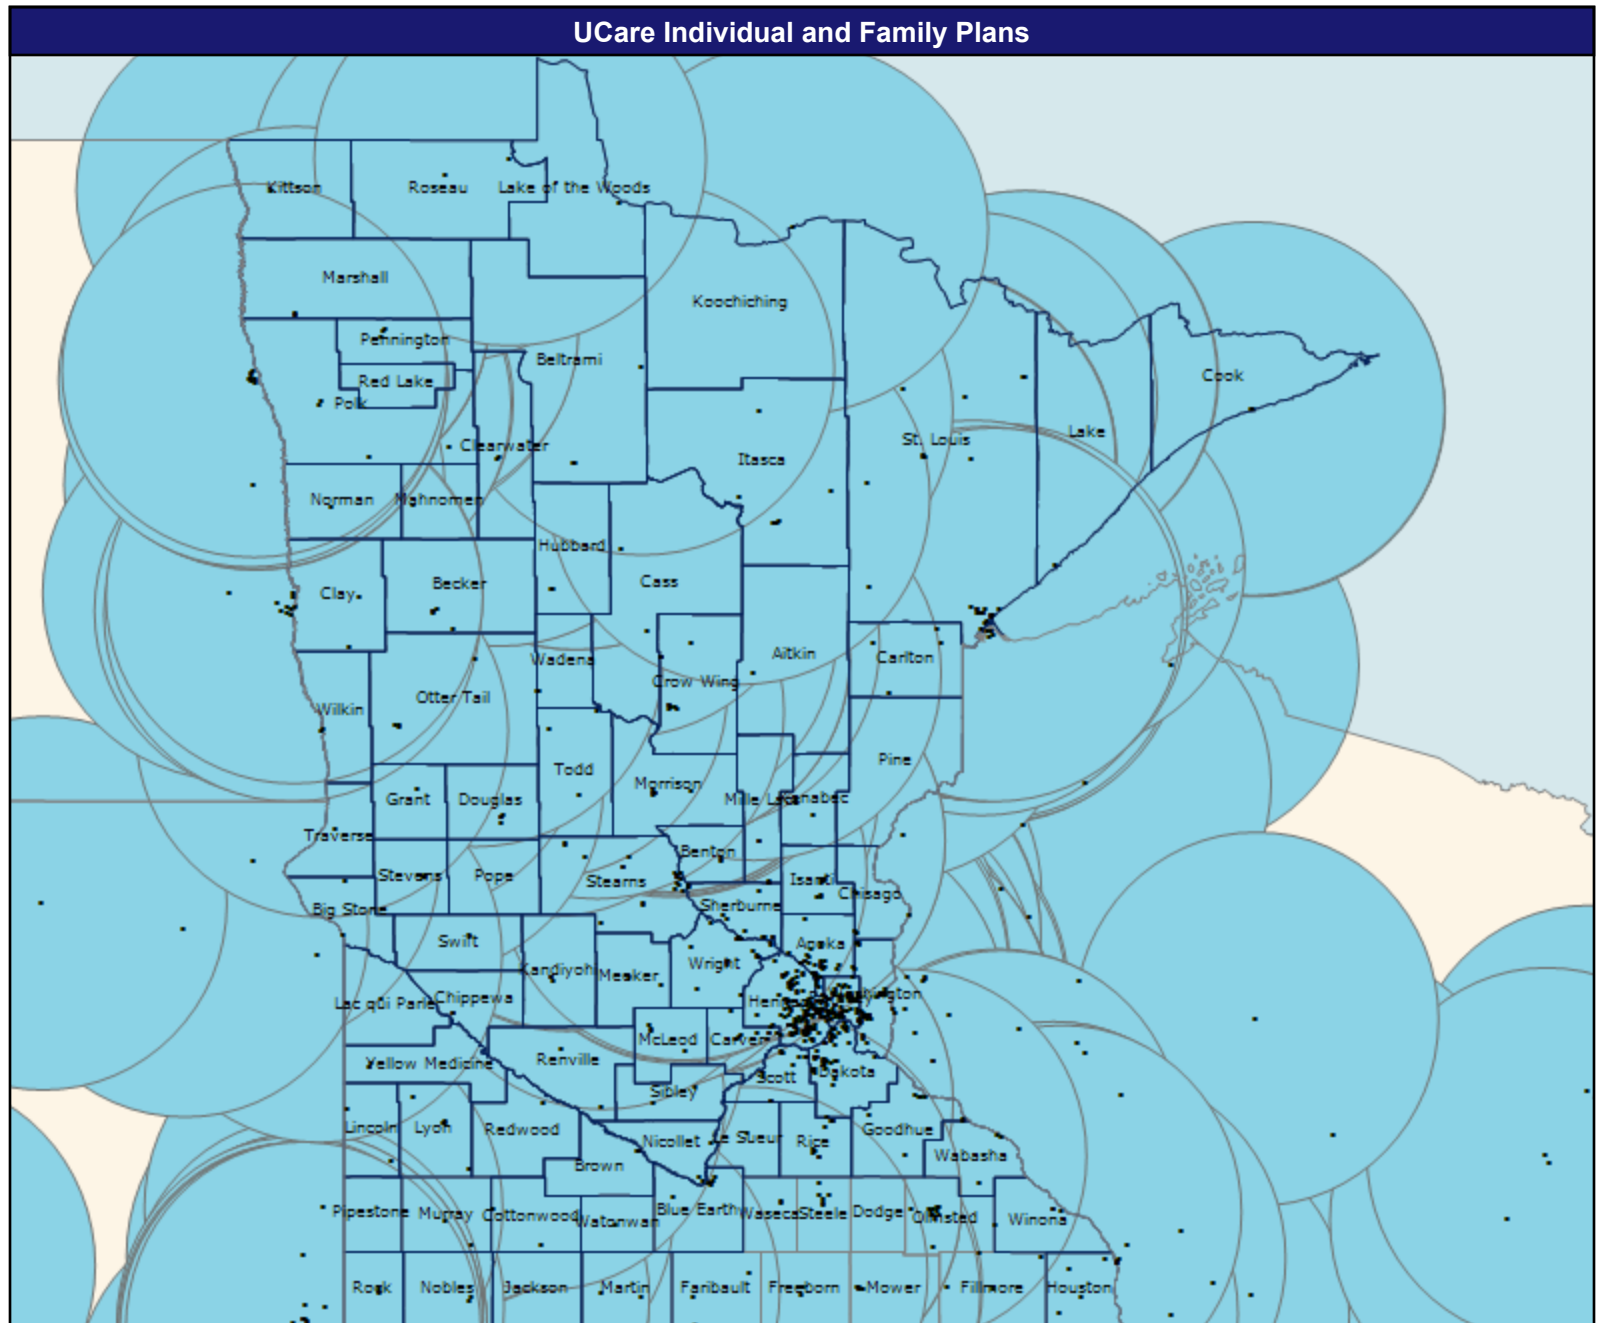 UCare Individual and Family Plans
Kittson
Roseau
Lake of the Woods
Marshall
Koochiching
Pennington
Beltrami
Red Lake
Cook
Polk
Lake
St. Louis
Clearwater
Itasca
Norman
Mahnomen
Hubbard
Cass
Becker
Clay
Aitkin
Carlton
Wadena
Crow Wing
Otter Tail
Wilkin
Pine
Todd
Morrison
Grant
Douglas
Mille Lacs
Kanabec
Traverse
Benton
Stevens
Pope
Stearns
Isanti
Chisago
Sherburne
Big Stone
Swift
Anoka
Wright
Kandiyohi
Meeker
Lac qui Parle
Chippewa
McLeod
Carver
Renville
Yellow Medicine
Scott
Dakota
Sibley
Lincoln
Lyon
Redwood
Nicollet
Le Sueur
Rice
Goodhue
Wabasha
Brown
Pipestone
Murray
Cottonwood
Watonwan
Blue Earth
Waseca
Steele
Dodge
Olmsted
Winona
Rock
Nobles
Jackson
Martin
Faribault
Freeborn
Mower
Fillmore
Houston